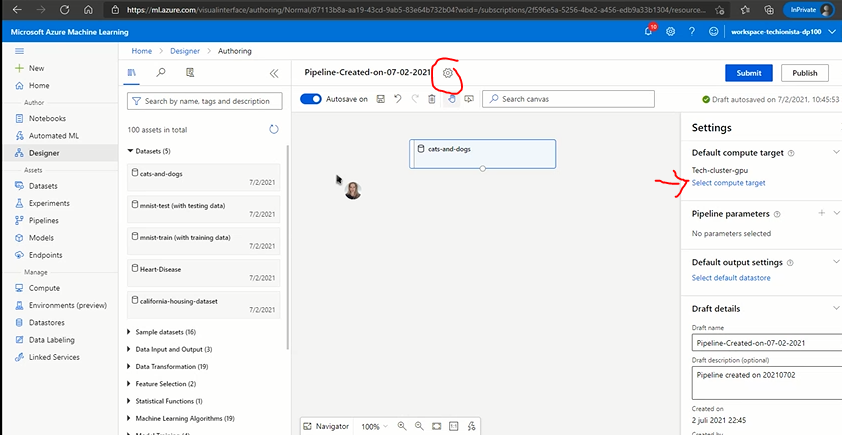 https://ml.azure.com/visualinterface/authoring/Normal/87113b8a-aa19-43cd-9ab5-83e64b732b04?wsid=/subscriptions/2f596e5a-5256-4be2-a456-edb9a33b1304/resource...
InPrivate
Microsoft Azure Machine Learning
10
workspace-techionista-dp100
Home > Designer > Authoring
New
Home
Author
Notebooks
Automated ML
Designer
Assets
Datasets
Experiments
Pipelines
Models
Endpoints
Manage
Compute
Environments (preview)
Datastores
Data Labeling
Linked Services
Search by name, tags and description
100 assets in total
Datasets (5)
cats-and-dogs
7/2/2021
mnist-test (with testing data)
7/2/2021
mnist-train (with training data)
7/2/2021
Heart-Disease
7/2/2021
california-housing-dataset
7/2/2021
Sample datasets (16)
Data Input and Output (3)
Data Transformation (19)
Feature Selection (2)
Statistical Functions (1)
Machine Learning Algorithms (19)
Pipeline-Created-on-07-02-2021
Submit
Publish
Autosave on
Search canvas
Draft autosaved on 7/2/2021, 10:45:53
cats-and-dogs
Navigator
100%
Settings
Default compute target
Tech-cluster-gpu
Select compute target
Pipeline parameters
No parameters selected
Default output settings
Select default datastore
Draft details
Draft name
Pipeline-Created-on-07-02-2021
Draft description (optional)
Pipeline created on 20210702
Created on
2 juli 2021 22:45
Created by